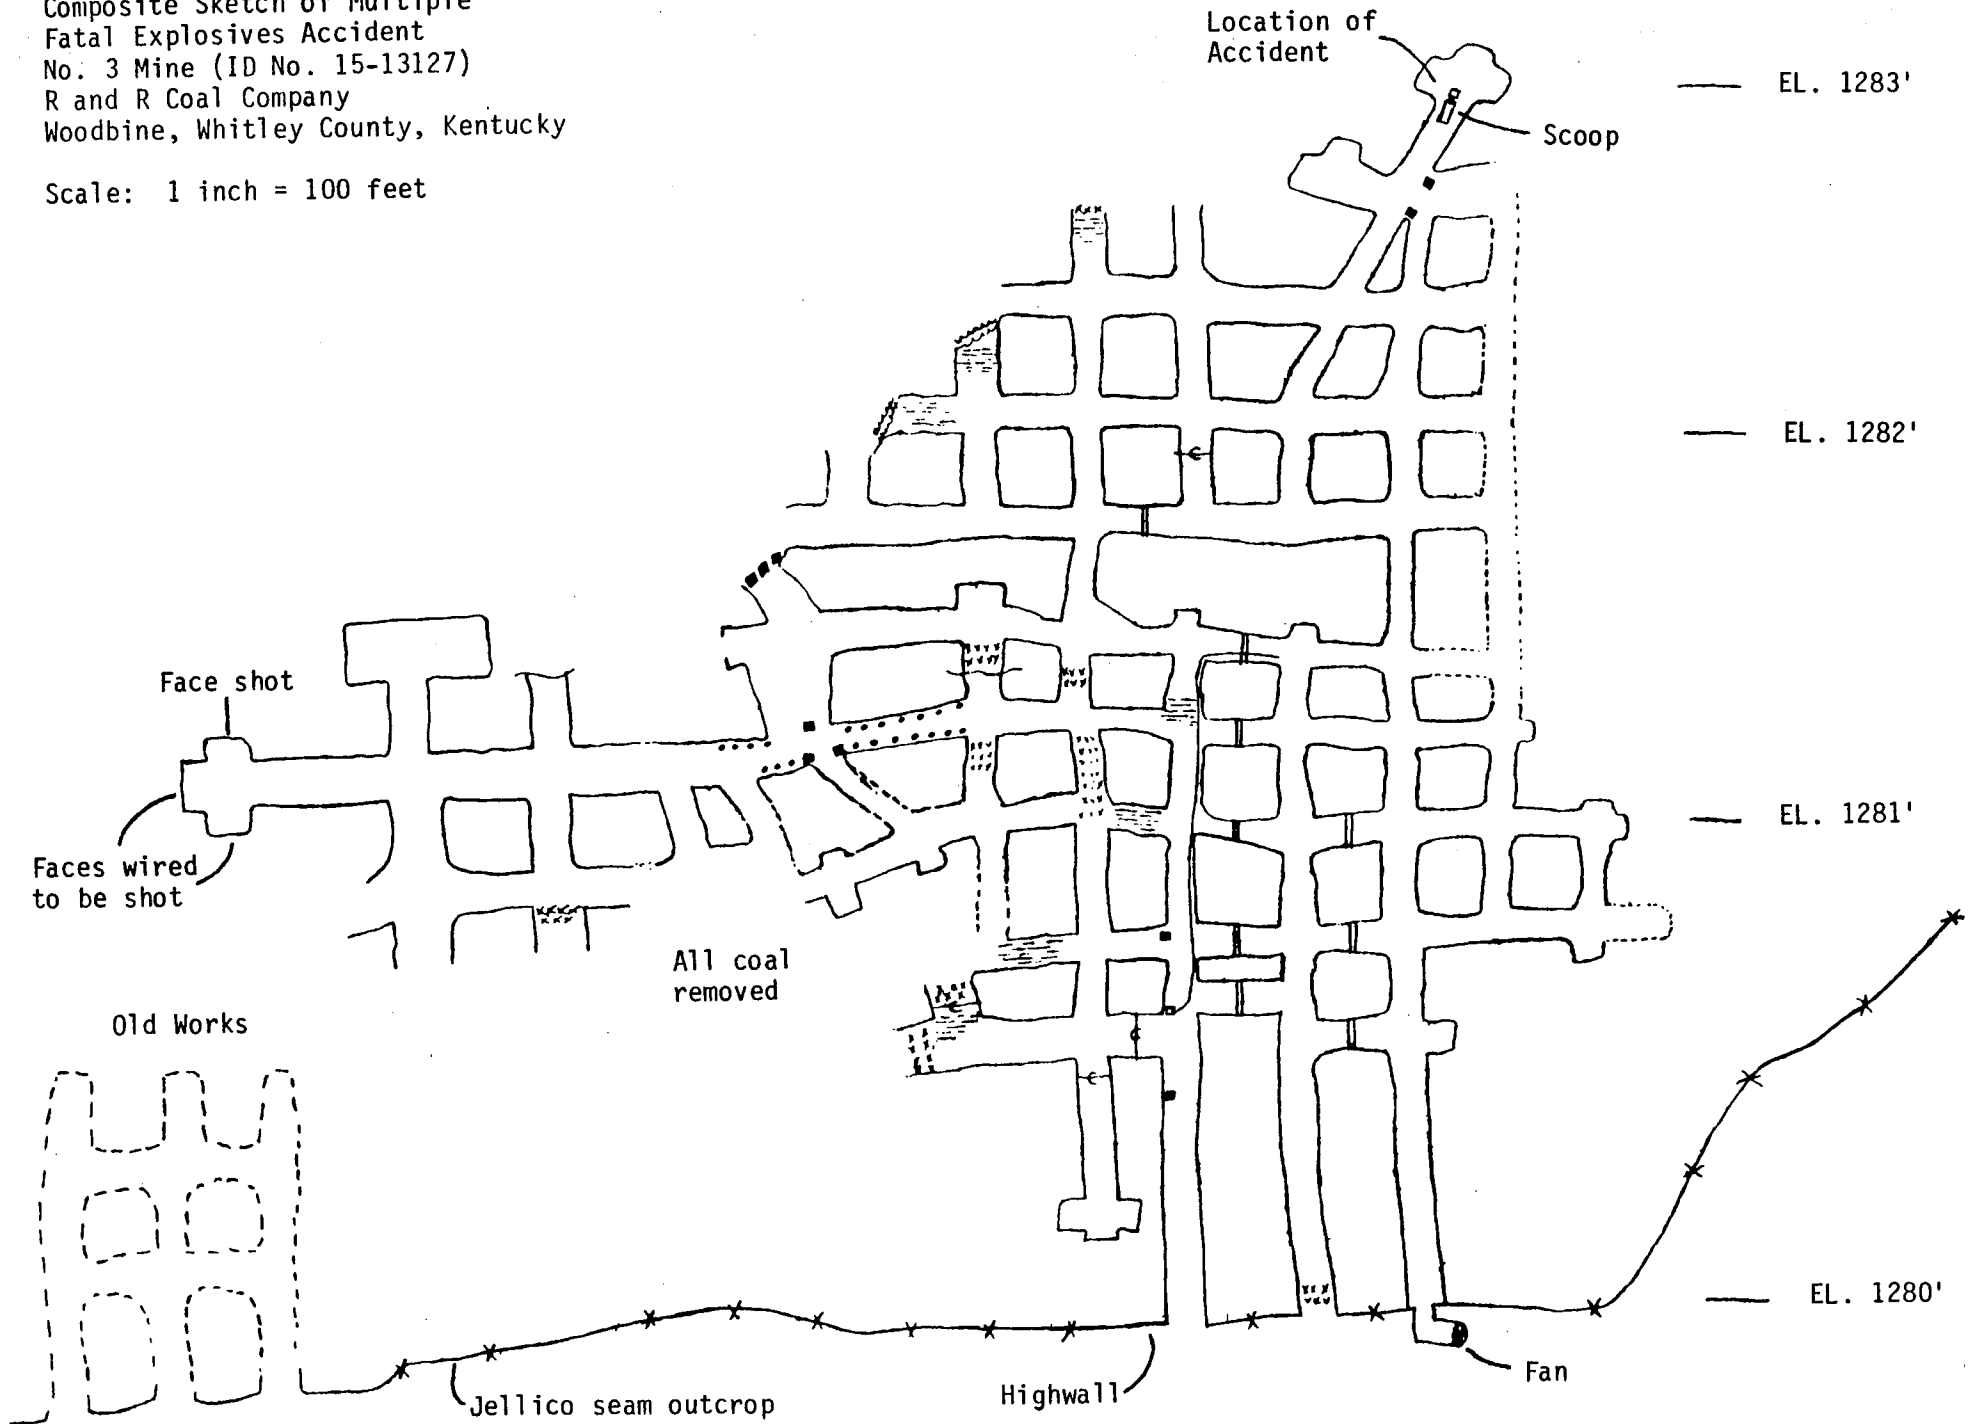 Composite Sketch of Multiple
Fatal Explosives Accident
No. 3 Mine (ID No. 15-13127)
R and R Coal Company
Woodbine, Whitley County, Kentucky
Scale: 1 inch = 100 feet
Location of
Accident
EL. 1283'
Scoop
EL. 1282'
Face shot
EL. 1281'
Faces wired
to be shot
All coal
removed
Old Works
EL. 1280'
Fan
Highwall
Jellico seam outcrop